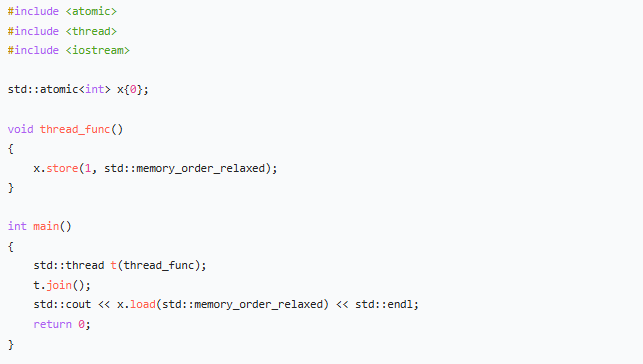 #include <atomic>
#include <thread>
#include <iostream>

std::atomic<int> x{0};

void thread_func()
{
    x.store(1, std::memory_order_relaxed);
}

int main()
{
    std::thread t(thread_func);
    t.join();
    std::cout << x.load(std::memory_order_relaxed) << std::endl;
    return 0;
}